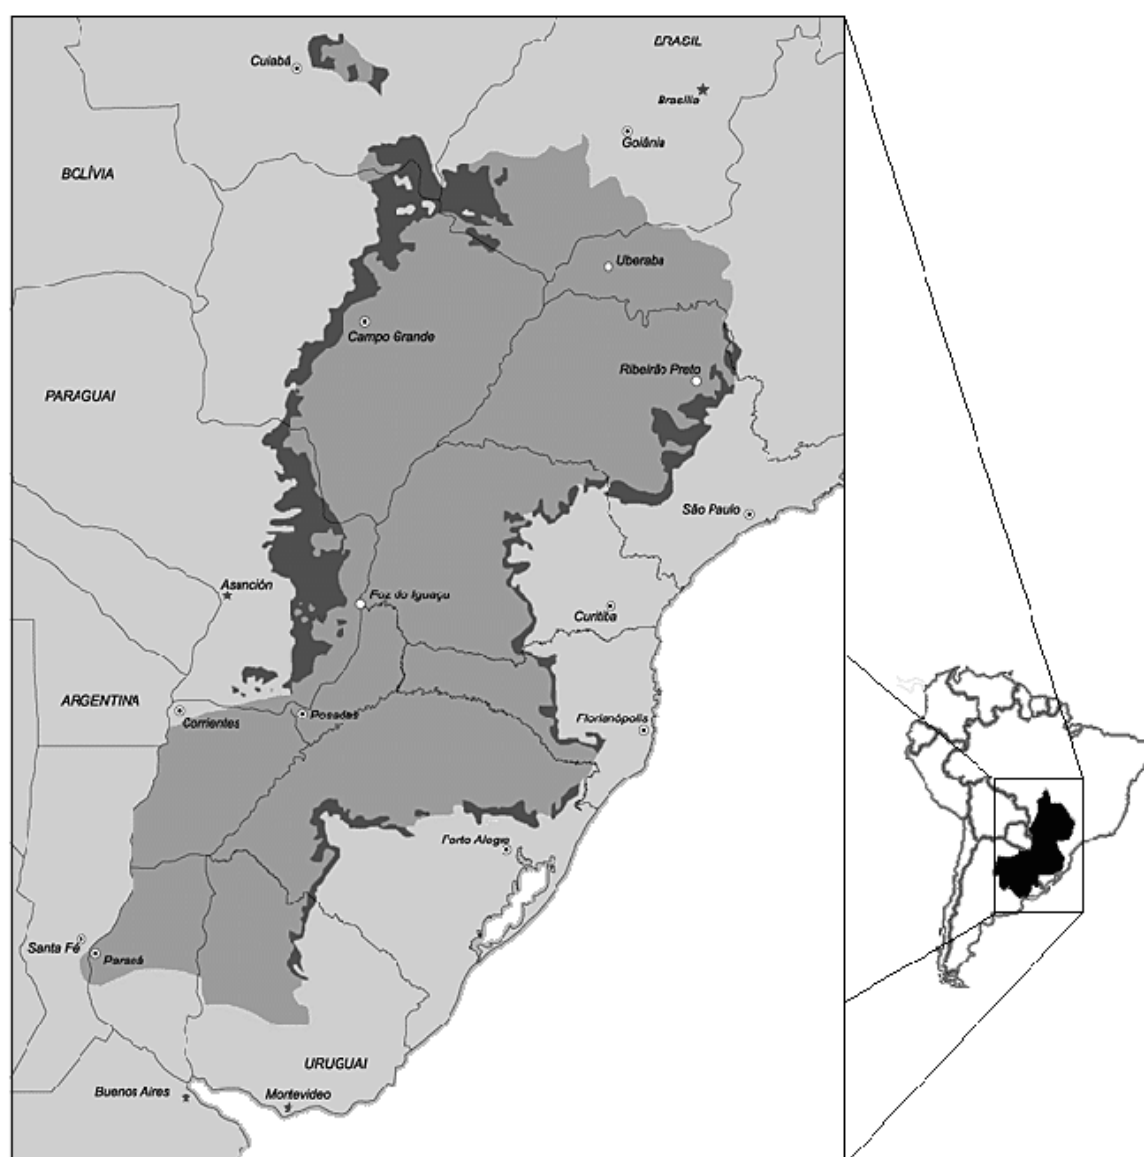 BRASIL
Cuiabá
Brasília
Goiânia
BOLÍVIA
Uberaba
Campo Grande
Ribeirão Preto
PARAGUAI
São Paulo
Asunción
Foz do Iguaçu
Curitiba
ARGENTINA
Corrientes
Posadas
Florianópolis
Porto Alegre
Santa Fé
Paraná
URUGUAI
Buenos Aires
Montevideo